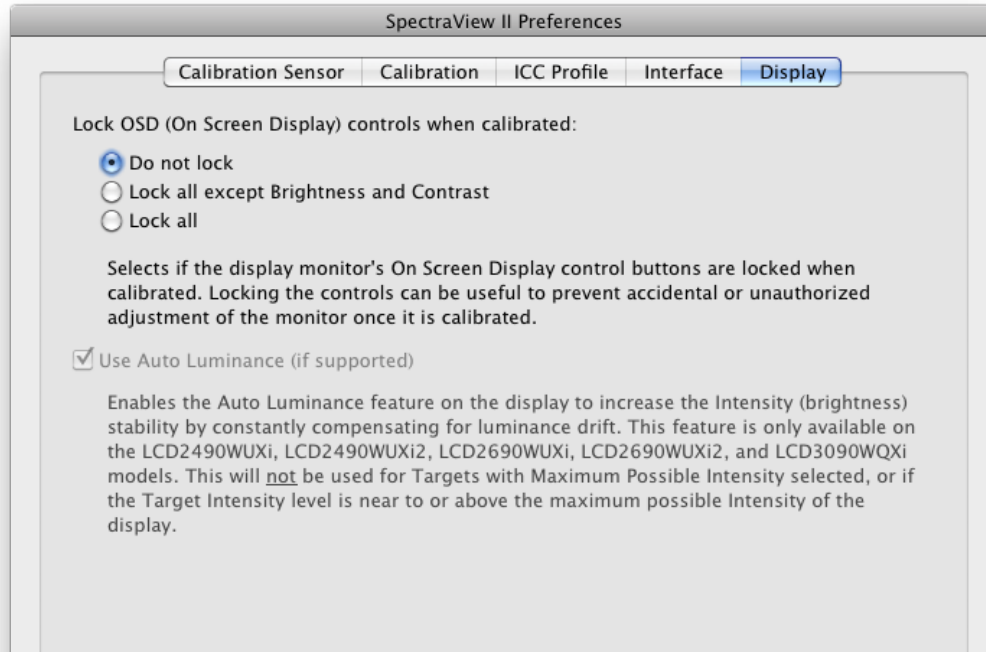 SpectraView II Preferences
Calibration Sensor Calibration ICC Profile Interface Display
Lock OSD (On Screen Display) controls when calibrated:
Do not lock
Lock all except Brightness and Contrast
Lock all
Selects if the display monitor's On Screen Display control buttons are locked when
calibrated. Locking the controls can be useful to prevent accidental or unauthorized
adjustment of the monitor once it is calibrated.
Use Auto Luminance (if supported)
Enables the Auto Luminance feature on the display to increase the Intensity (brightness)
stability by constantly compensating for luminance drift. This feature is only available on
the LCD2490WUXi, LCD2490WUXi2, LCD2690WUXi, LCD2690WUXi2, and LCD3090WQXi
models. This will not be used for Targets with Maximum Possible Intensity selected, or if
the Target Intensity level is near to or above the maximum possible Intensity of the
display.